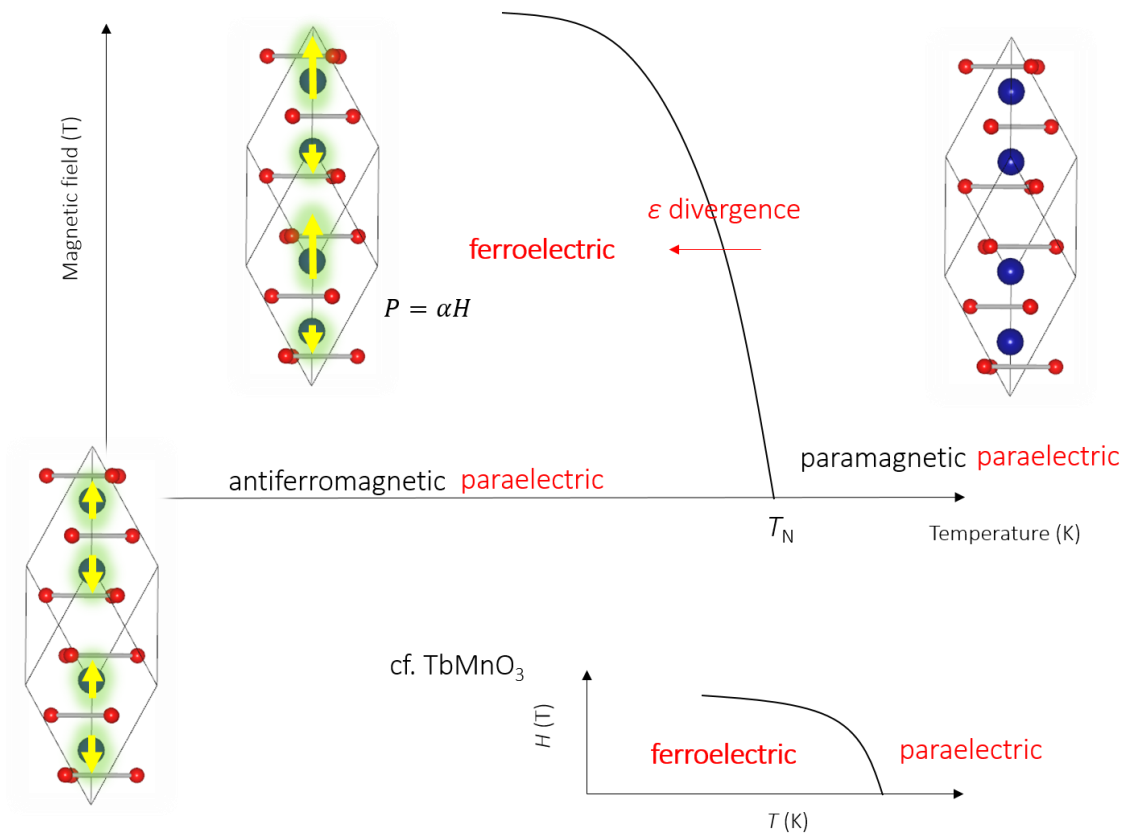 Magnetic field (T)
ε divergence
ferroelectric
P = αH
antiferromagnetic paraelectric
paramagnetic paraelectric
T_N
Temperature (K)
cf. TbMnO₃
H (T)
ferroelectric
paraelectric
T (K)